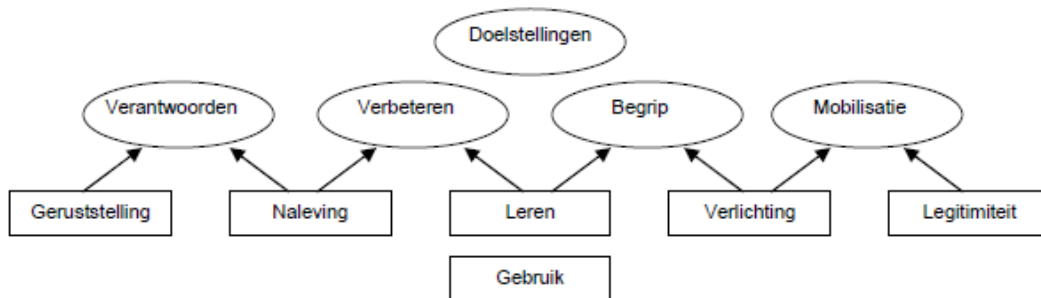 Doelstellingen
Verantwoorden
Verbeteren
Begrip
Mobilisatie
Geruststelling
Naleving
Leren
Verlichting
Legitimiteit
Gebruik